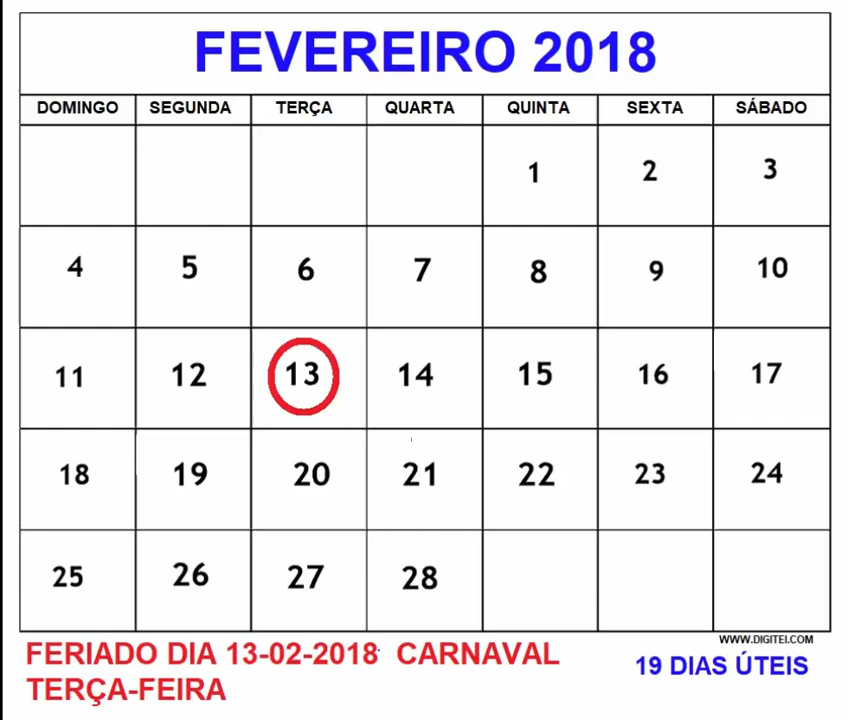 FEVEREIRO 2018
DOMINGO SEGUNDA TERÇA QUARTA QUINTA SEXTA SÁBADO
1 2 3
4 5 6 7 8 9 10
11 12 13 14 15 16 17
18 19 20 21 22 23 24
25 26 27 28
WWW.DIGITEI.COM
FERIADO DIA 13-02-2018 CARNAVAL
TERÇA-FEIRA
19 DIAS ÚTEIS